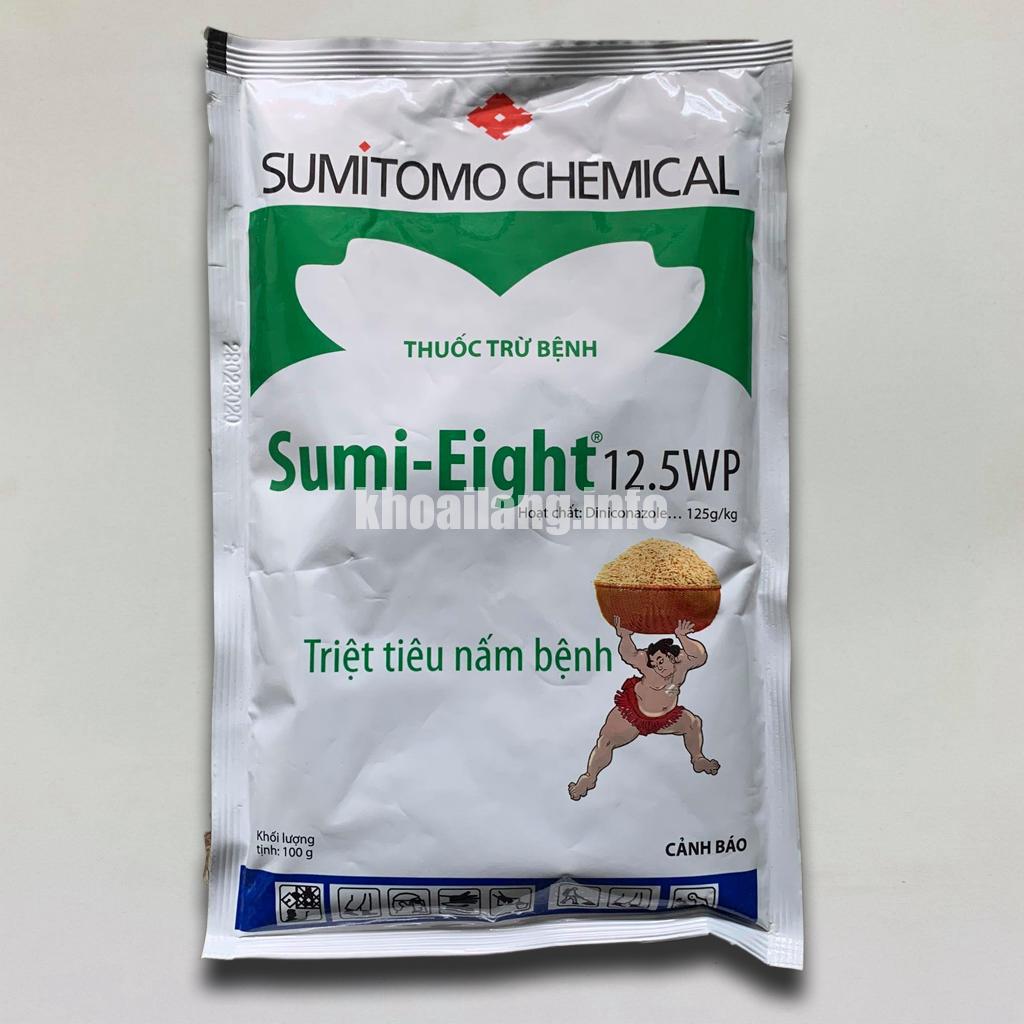 SUMITOMO CHEMICAL
THUỐC TRỪ BỆNH
28022020
Sumi-Eight® 12.5WP
khoailang.info
Hoạt chất: Diniconazole... 125g/kg
Triệt tiêu nấm bệnh
Khối lượng
tịnh: 100 g
CẢNH BÁO